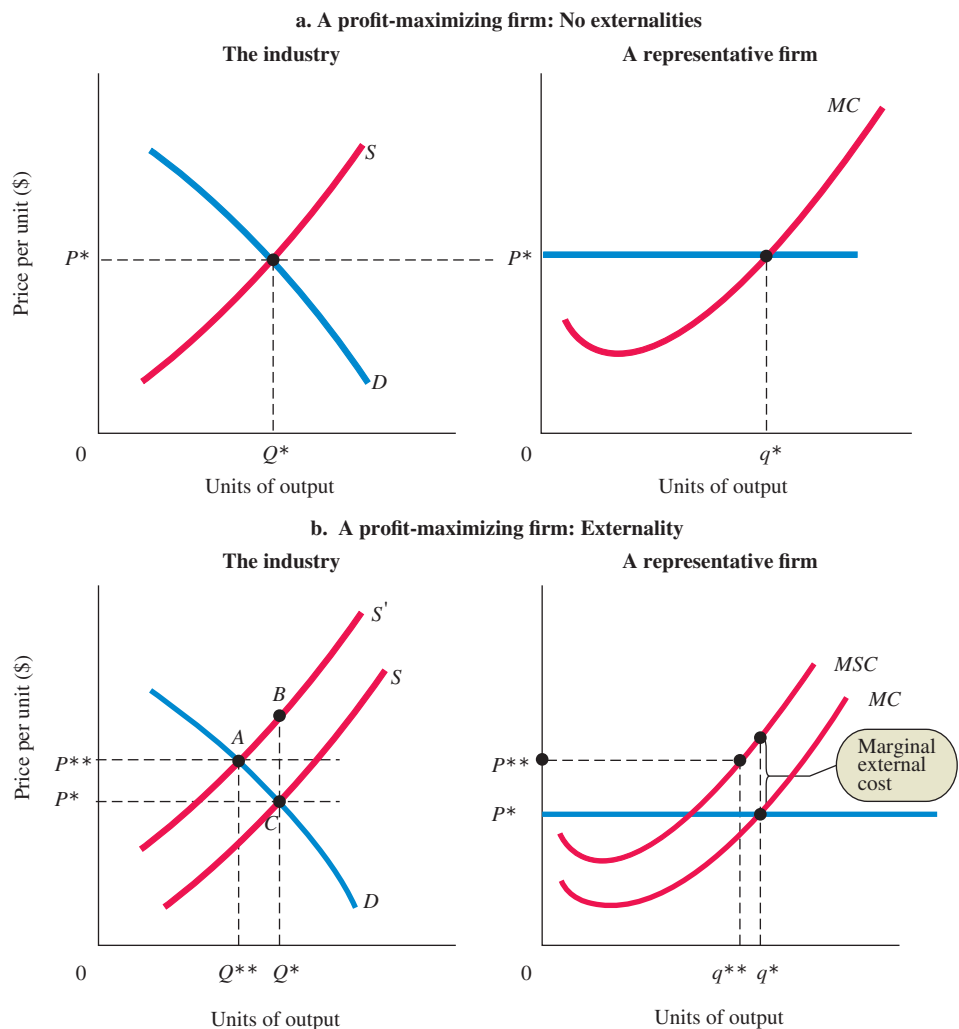 a. A profit-maximizing firm: No externalities
The industry
A representative firm
Price per unit ($)
S
P*
D
0
Q*
Units of output
MC
P*
0
q*
Units of output
b. A profit-maximizing firm: Externality
The industry
A representative firm
Price per unit ($)
S'
S
B
A
P**
P*
C
D
0
Q** Q*
Units of output
MSC
MC
Marginal
external
cost
P**
P*
0
q** q*
Units of output